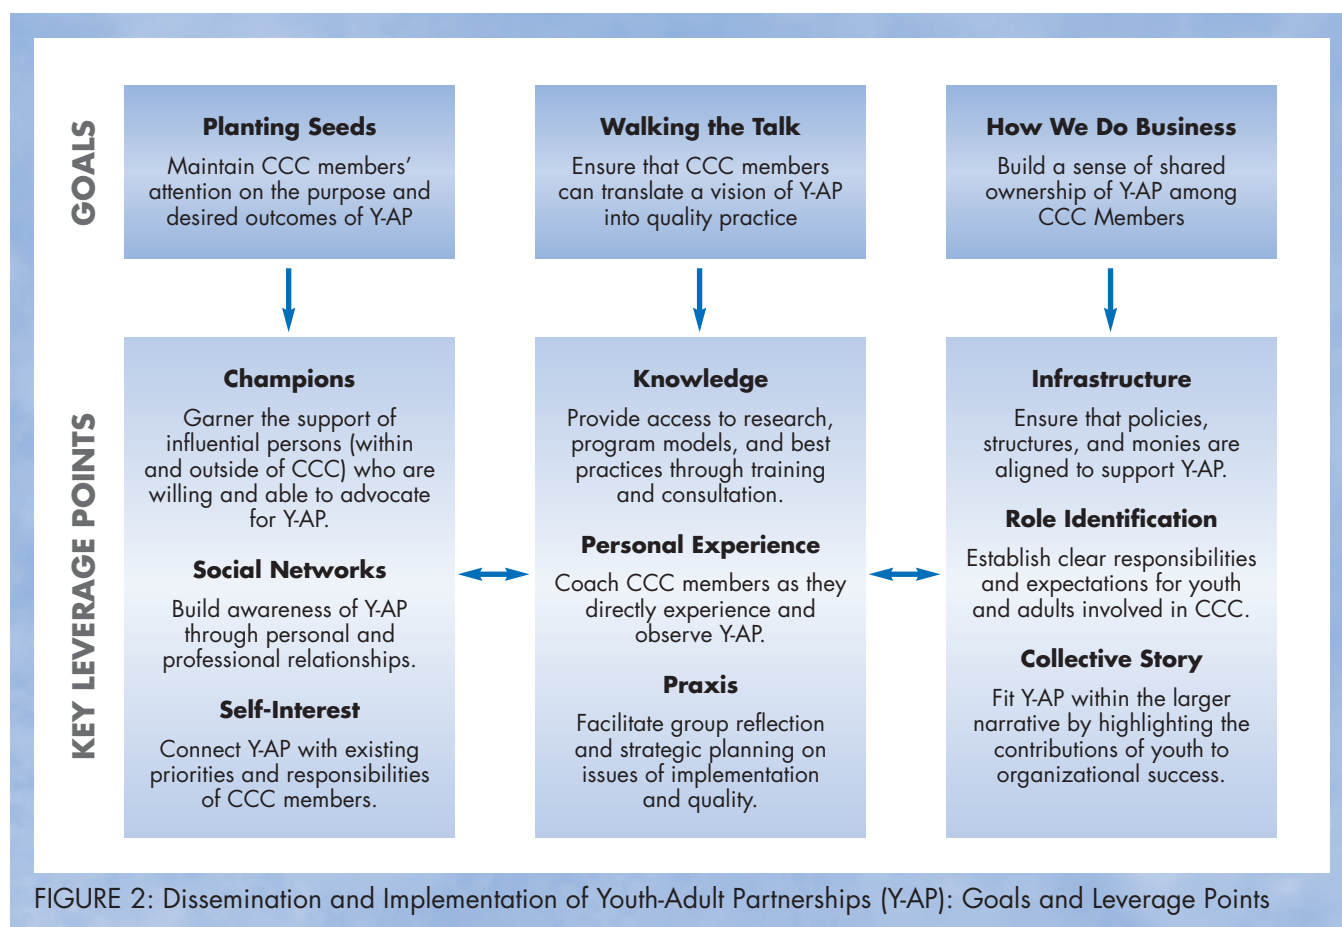 GOALS
Planting Seeds
Maintain CCC members’
attention on the purpose and
desired outcomes of Y-AP
Walking the Talk
Ensure that CCC members
can translate a vision of Y-AP
into quality practice
How We Do Business
Build a sense of shared
ownership of Y-AP among
CCC Members
KEY LEVERAGE POINTS
Champions
Garner the support of
influential persons (within
and outside of CCC) who are
willing and able to advocate
for Y-AP.
Social Networks
Build awareness of Y-AP
through personal and
professional relationships.
Self-Interest
Connect Y-AP with existing
priorities and responsibilities
of CCC members.
Knowledge
Provide access to research,
program models, and best
practices through training
and consultation.
Personal Experience
Coach CCC members as they
directly experience and
observe Y-AP.
Praxis
Facilitate group reflection
and strategic planning on
issues of implementation
and quality.
Infrastructure
Ensure that policies,
structures, and monies are
aligned to support Y-AP.
Role Identification
Establish clear responsibilities
and expectations for youth
and adults involved in CCC.
Collective Story
Fit Y-AP within the larger
narrative by highlighting the
contributions of youth to
organizational success.
FIGURE 2: Dissemination and Implementation of Youth-Adult Partnerships (Y-AP): Goals and Leverage Points